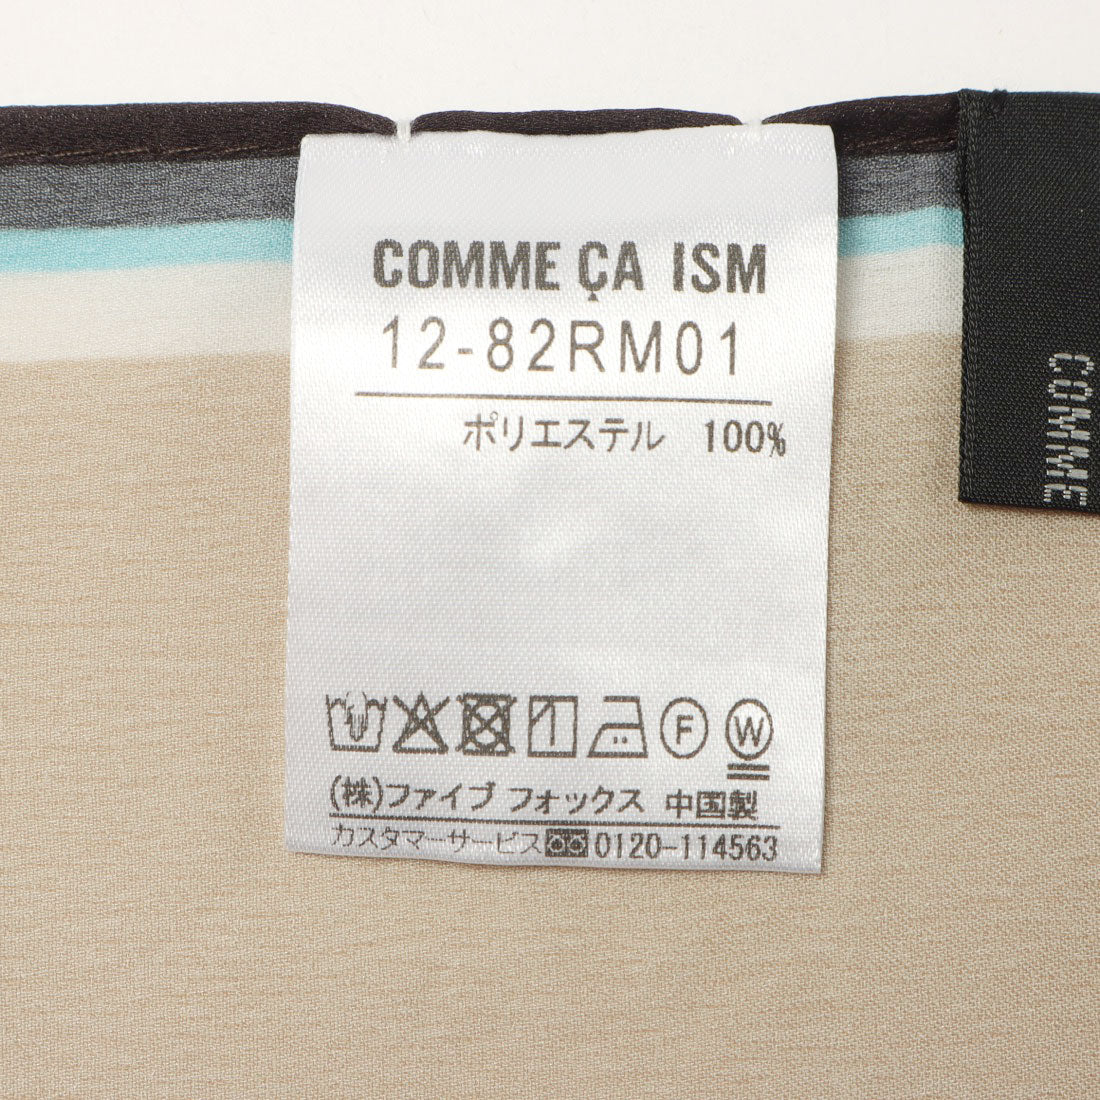 COMME ÇA ISM
12-82RM01
ポリエステル 100%
F W
(株)ファイブ フォックス 中国製
カスタマーサービス 0120-114563
COMME